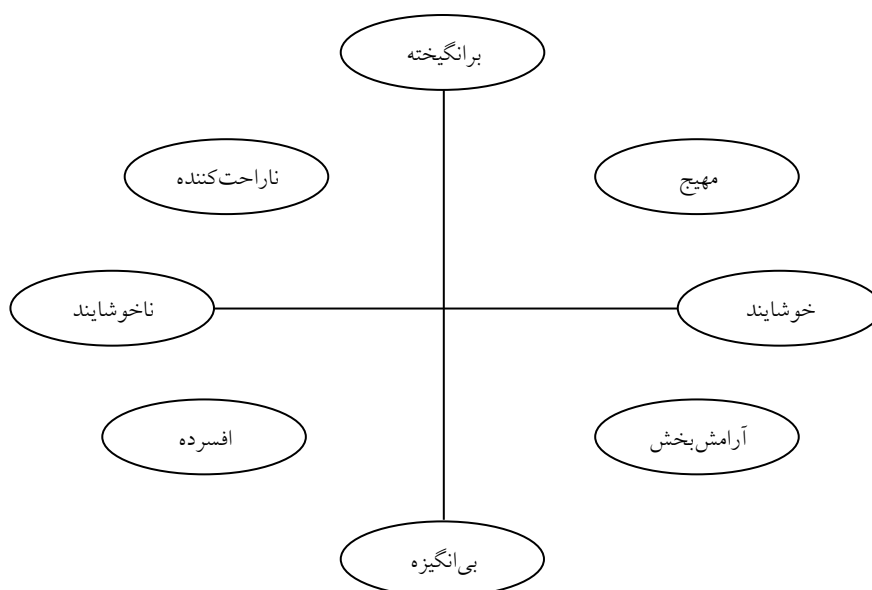 برانگیخته
مهیج
ناراحت‌کننده
خوشایند
ناخوشایند
آرامش‌بخش
افسرده
بی‌انگیزه